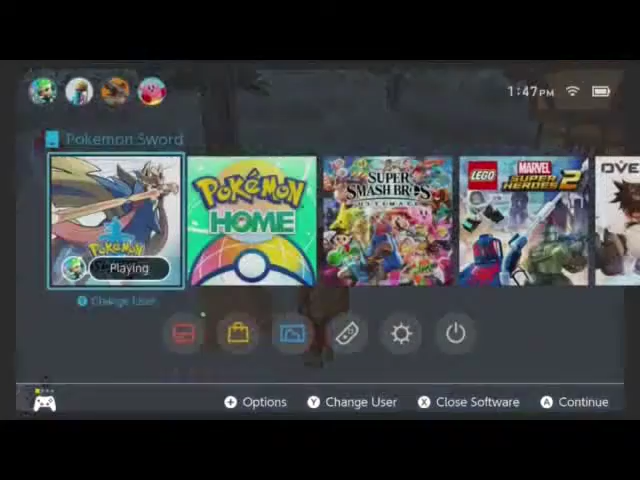 1:47PM
Pokemon Sword
POKÉMON
Playing
POKÉMON
HOME
SUPER
SMASH BROS.
ULTIMATE
LEGO MARVEL
SUPER
HEROES 2
OVE
Y Change User
+ Options
Y Change User
X Close Software
A Continue